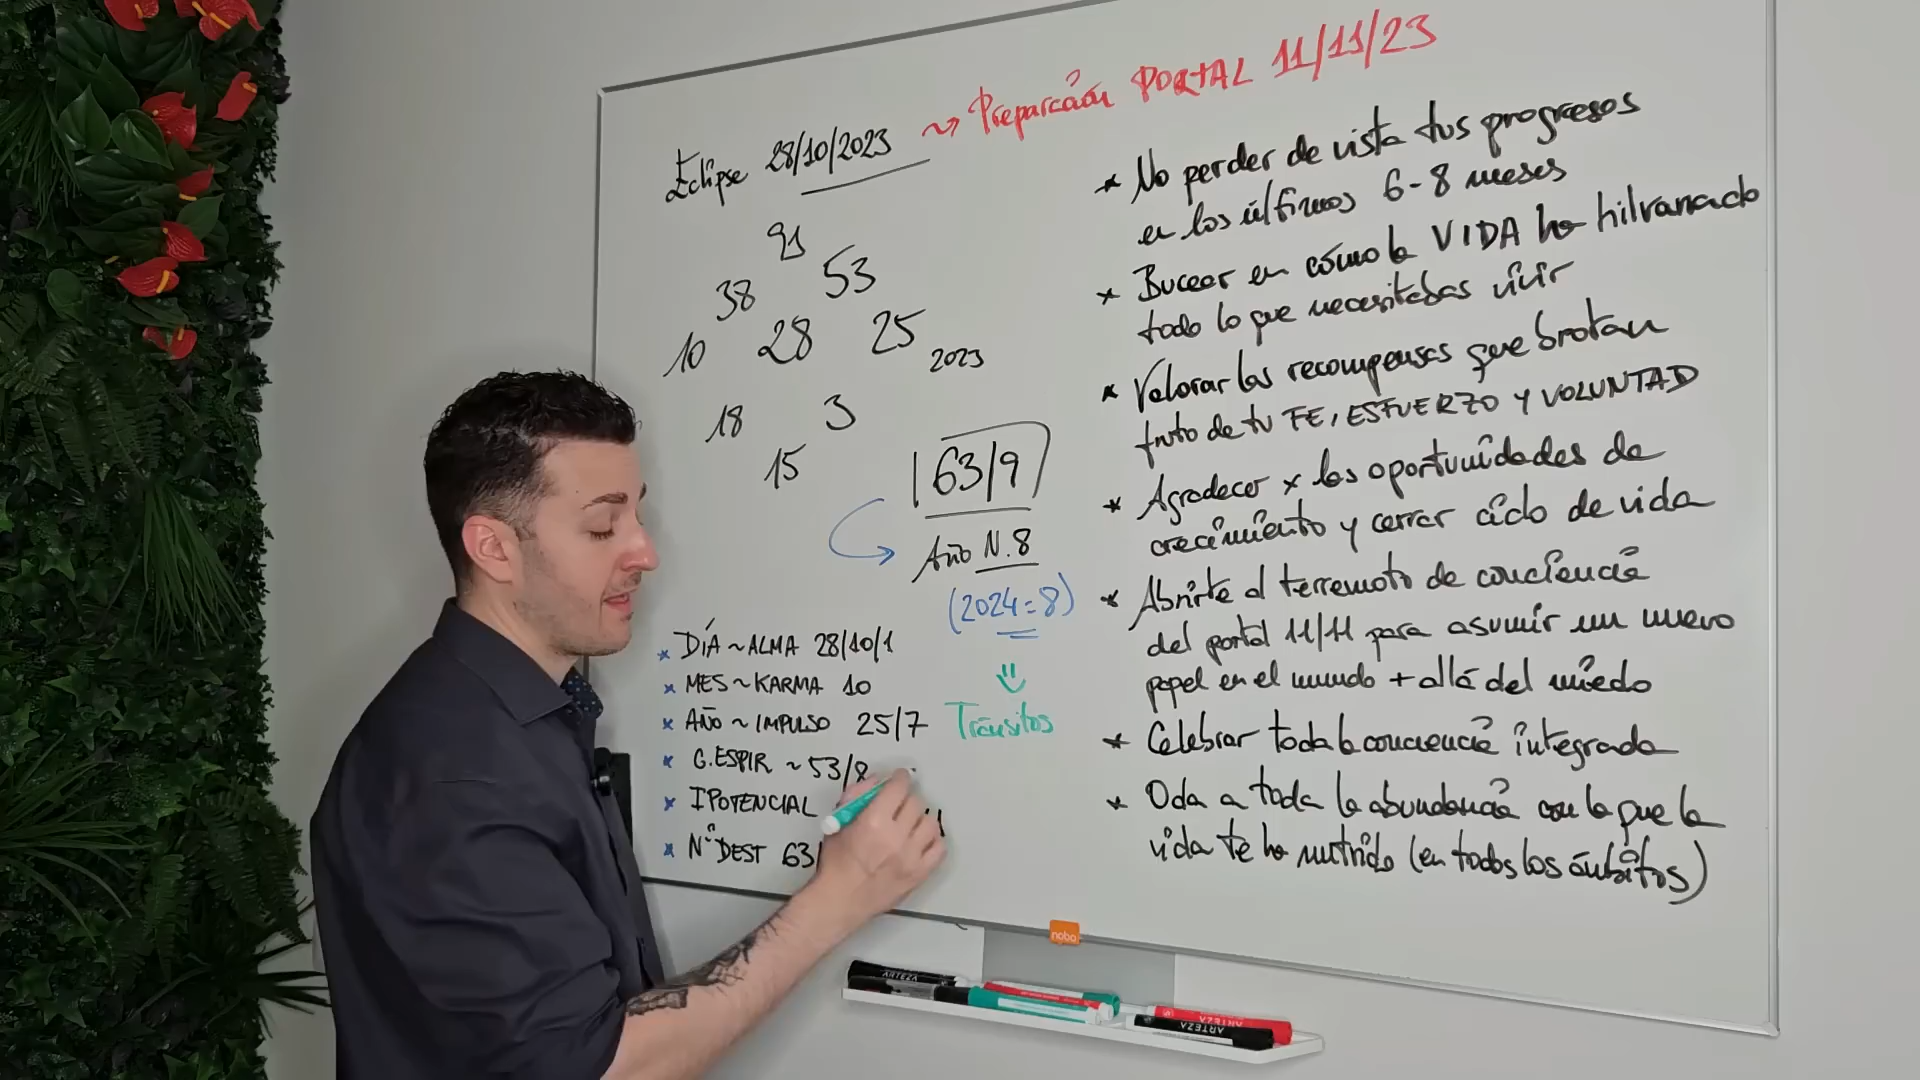 Eclipse 28/10/2023 ~> Preparación PORTAL 11/11/23
91
38 53
10 28 25 2023
18 3
15
63/9
Año N.8
(2024=8)
Tránsitos
* DÍA ~ ALMA 28/10/1
* MES ~ KARMA 10
* AÑO ~ IMPULSO 25/7
* G.ESPIR ~ 53/8
* IPOTENCIAL
* Nº DEST 63/
* No perder de vista tus progresos
en los últimos 6-8 meses
* Bucear en cómo la VIDA ha hilvanado
todo lo que necesitabas vivir
* Valorar las recompensas que brotan
fruto de tu FE, ESFUERZO Y VOLUNTAD
* Agradecer x las oportunidades de
crecimiento y cerrar ciclo de vida
* Abrirte al terremoto de conciencia
del portal 11/11 para asumir un nuevo
papel en el mundo + allá del miedo
* Celebrar toda la conciencia integrada
* Oda a toda la abundancia con la que la
vida te ha nutrido (en todos los ámbitos)
nobo
ARTEZA
ARTEZA
ARTEZA